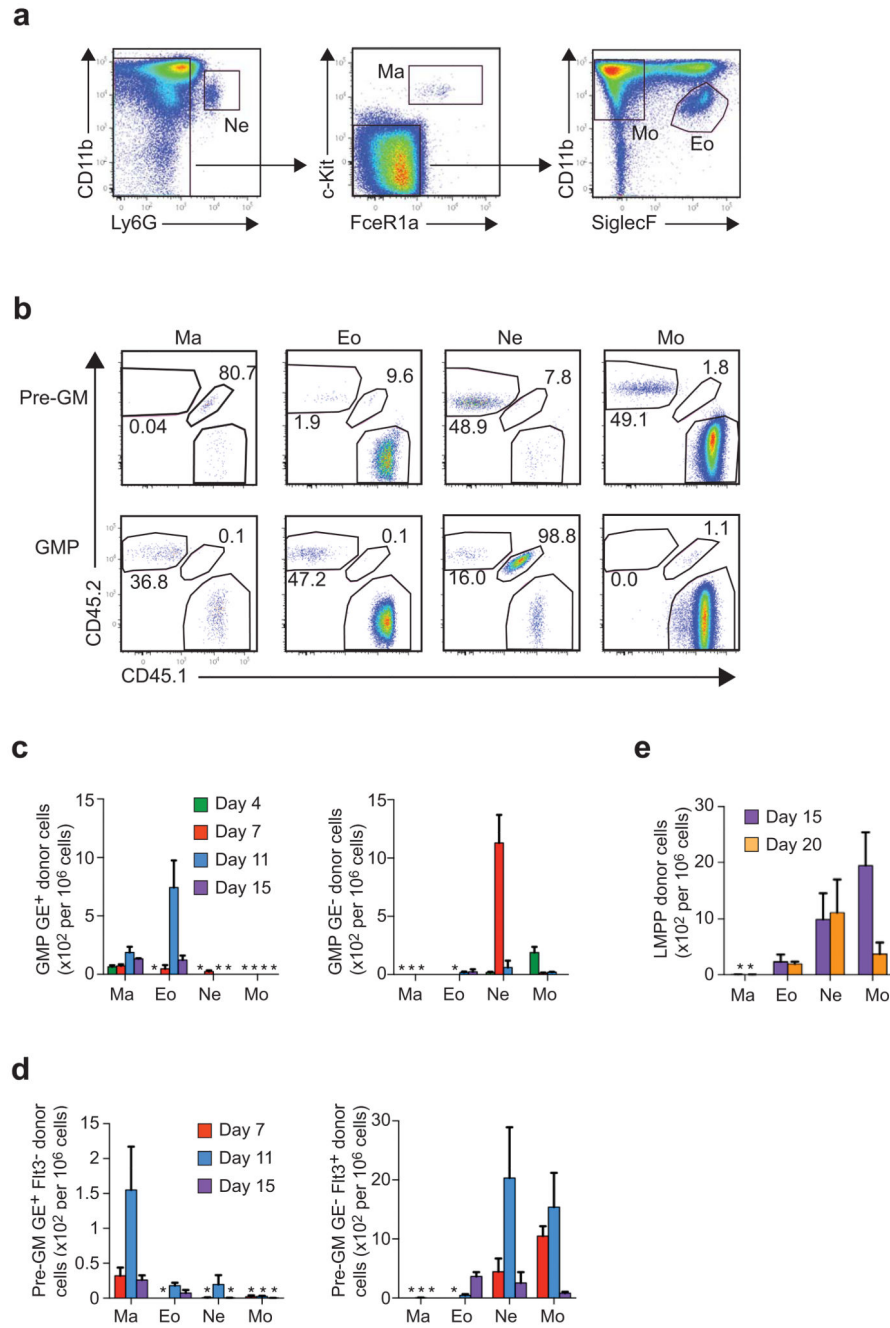 a
CD11b
Ly6G
Ne
c-Kit
FceR1a
Ma
CD11b
SiglecF
Mo
Eo
b
Ma Eo Ne Mo
Pre-GM
80.7 9.6 7.8 1.8
0.04 1.9 48.9 49.1
GMP
0.1 0.1 98.8 1.1
36.8 47.2 16.0 0.0
CD45.2
CD45.1
c
GMP GE+ donor cells
(x10² per 10⁶ cells)
15
10
5
0
Day 4
Day 7
Day 11
Day 15
* * * * * * * *
Ma Eo Ne Mo
GMP GE- donor cells
(x10² per 10⁶ cells)
15
10
5
0
* * * *
Ma Eo Ne Mo
e
LMPP donor cells
(x10² per 10⁶ cells)
30
20
10
0
Day 15
Day 20
* *
Ma Eo Ne Mo
d
Pre-GM GE+ Flt3- donor
cells (x10² per 10⁶ cells)
1.5
2
1
0.5
0
Day 7
Day 11
Day 15
* * * * * *
Ma Eo Ne Mo
Pre-GM GE- Flt3+ donor
cells (x10² per 10⁶ cells)
30
20
10
0
* * * *
Ma Eo Ne Mo